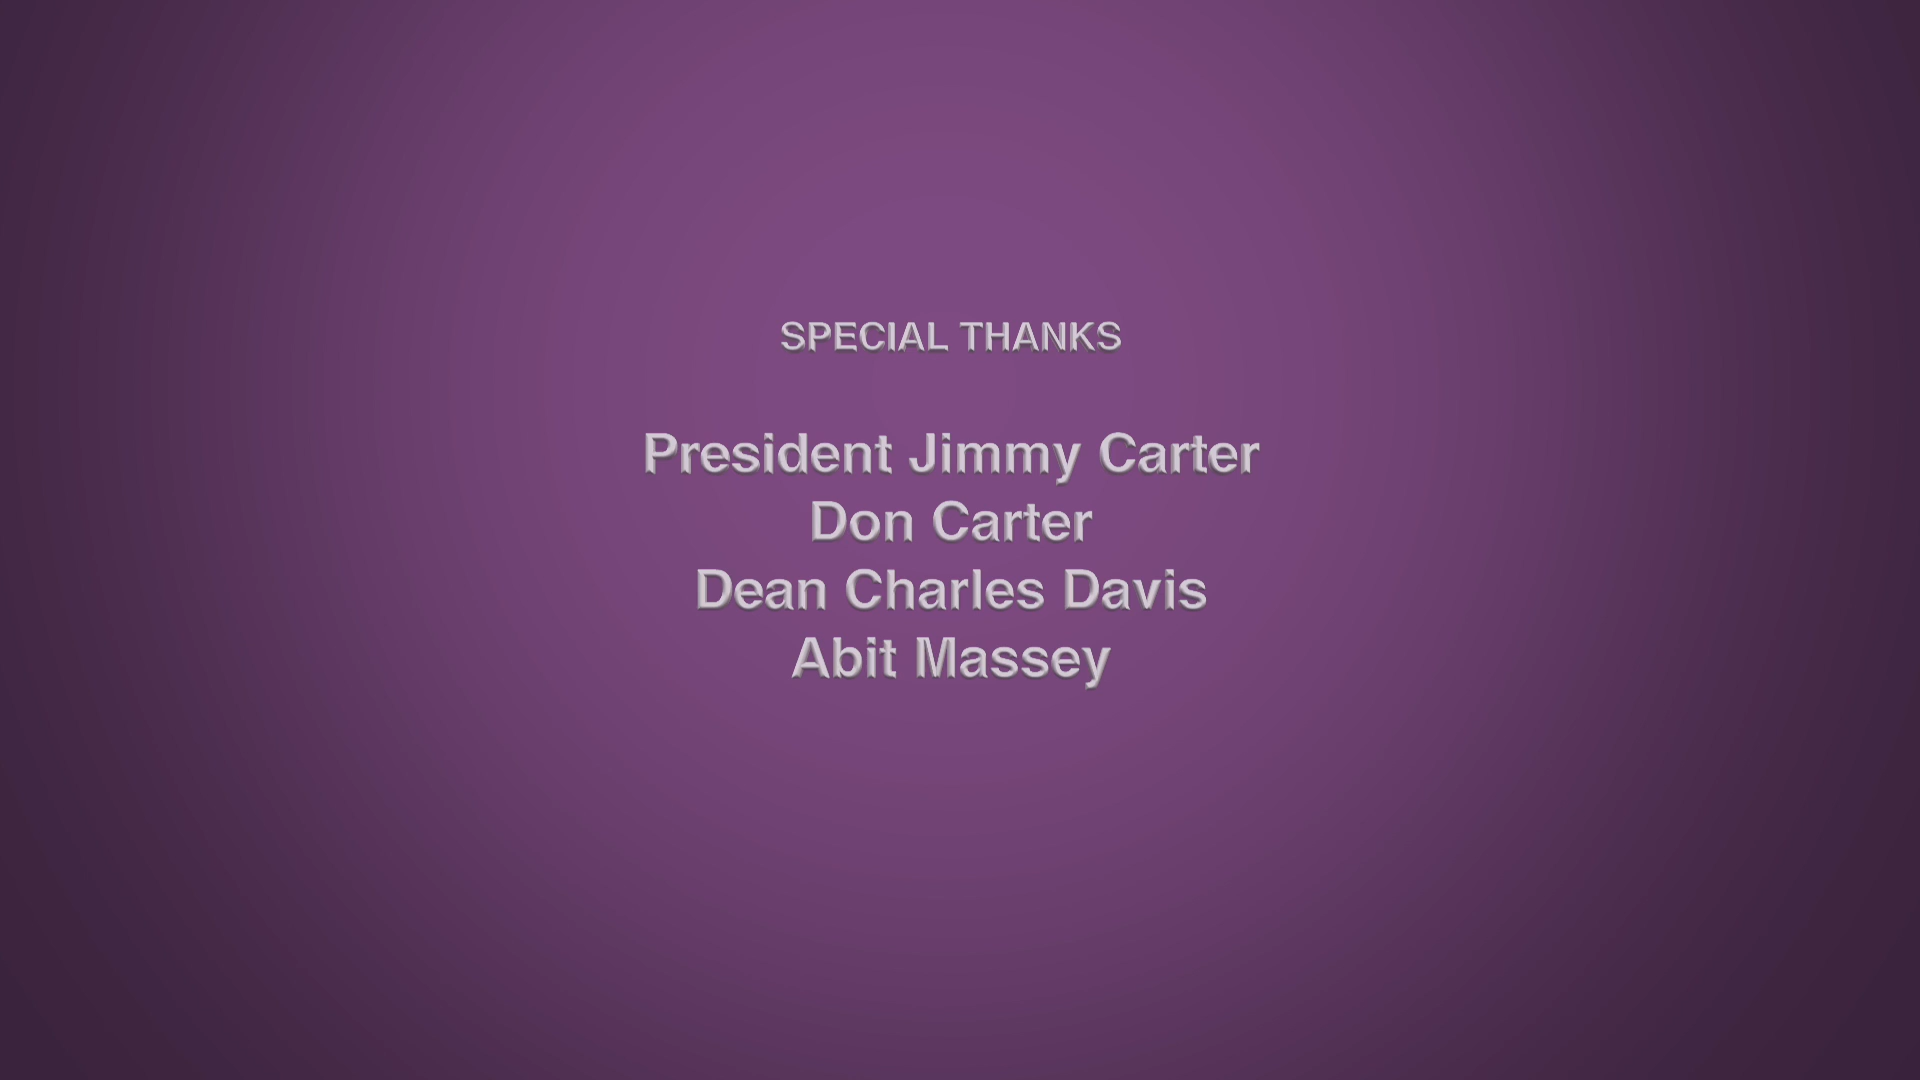 SPECIAL THANKS
President Jimmy Carter
Don Carter
Dean Charles Davis
Abit Massey